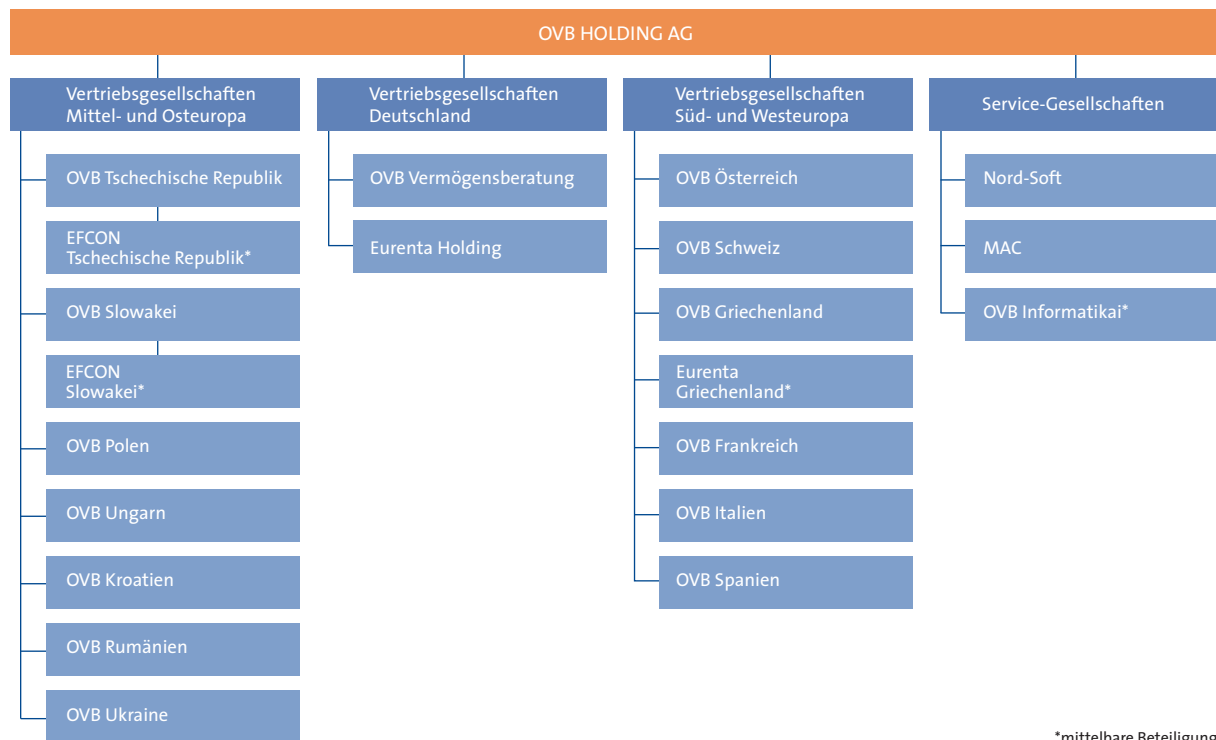 OVB HOLDING AG
Vertriebsgesellschaften
Mittel- und Osteuropa
OVB Tschechische Republik
EFCON
Tschechische Republik*
OVB Slowakei
EFCON
Slowakei*
OVB Polen
OVB Ungarn
OVB Kroatien
OVB Rumänien
OVB Ukraine
Vertriebsgesellschaften
Deutschland
OVB Vermögensberatung
Eurenta Holding
Vertriebsgesellschaften
Süd- und Westeuropa
OVB Österreich
OVB Schweiz
OVB Griechenland
Eurenta
Griechenland*
OVB Frankreich
OVB Italien
OVB Spanien
Service-Gesellschaften
Nord-Soft
MAC
OVB Informatikai*
*mittelbare Beteiligung